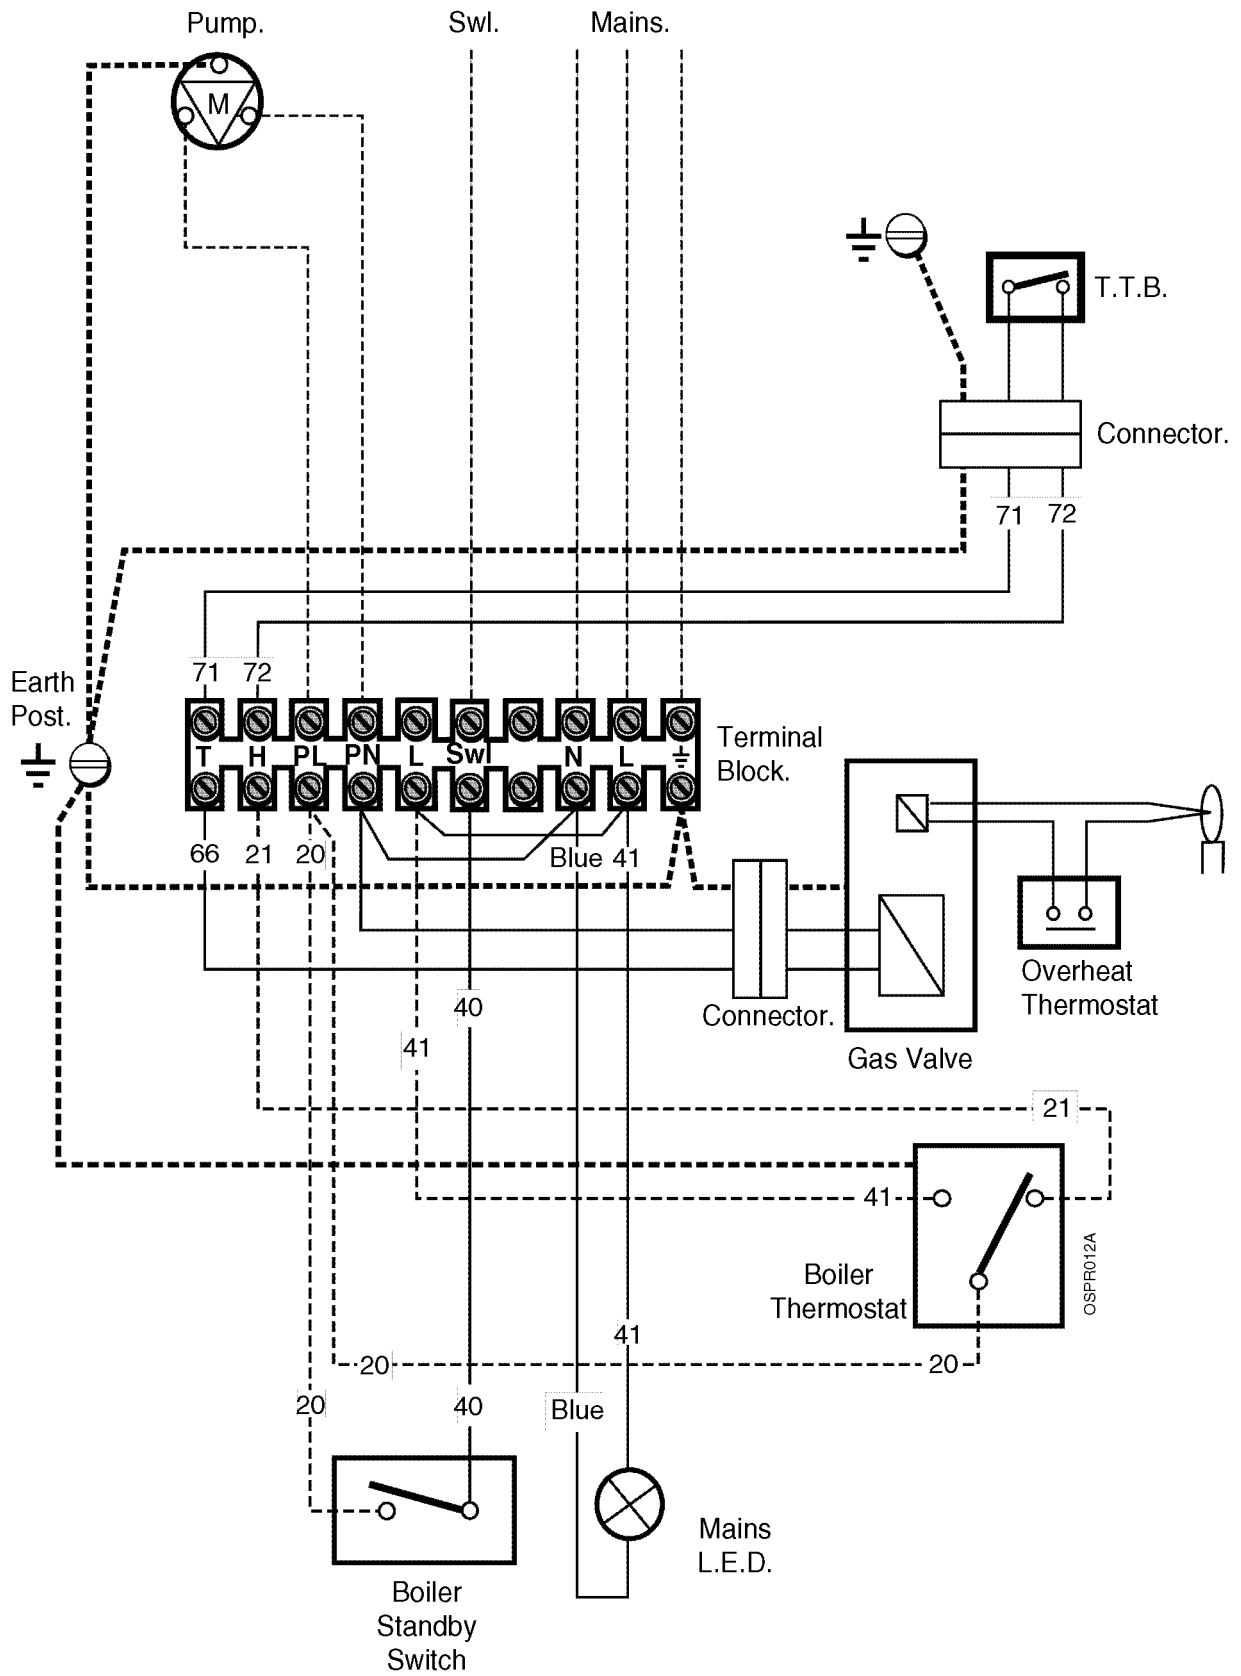 Pump.
Swl.
Mains.
M
T.T.B.
Connector.
71
72
71
72
Earth
Post.
T
H
PL
PN
L
Swl
N
L
Terminal
Block.
66
21
20
Blue
41
Overheat
Thermostat
40
Connector.
41
Gas Valve
21
41
OSPR012A
Boiler
Thermostat
41
20
20
20
40
Blue
Mains
L.E.D.
Boiler
Standby
Switch